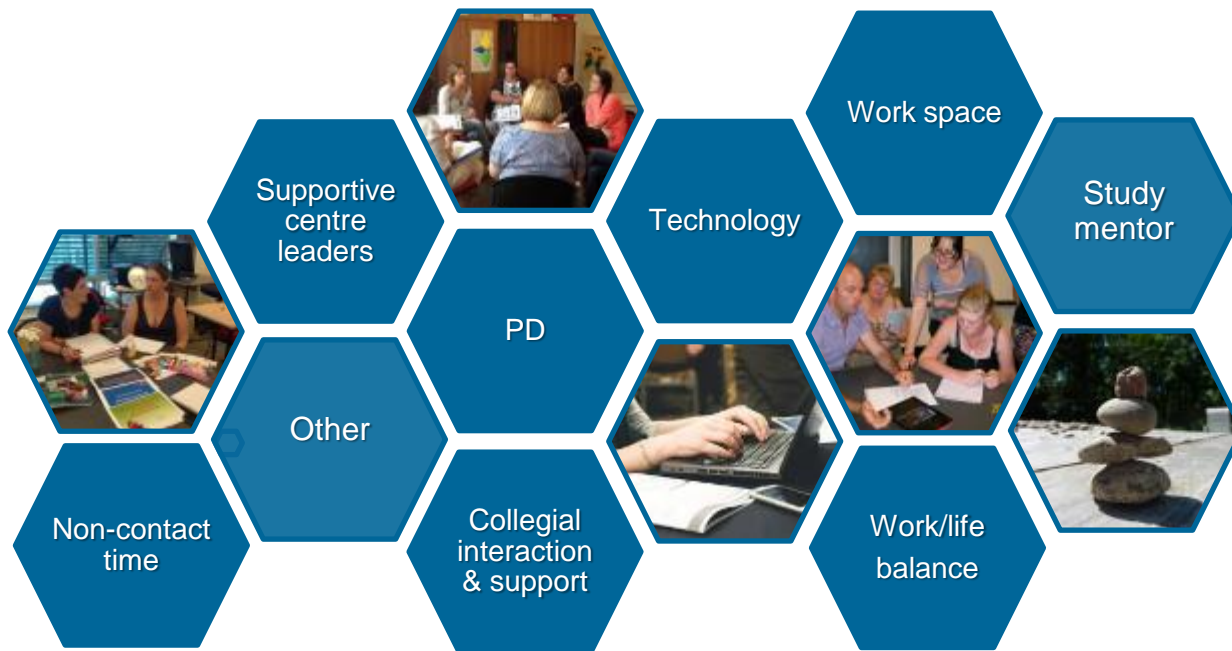 Work space
Study
mentor
Supportive
centre
leaders
Technology
PD
Other
Non-contact
time
Collegial
interaction
& support
Work/life
balance